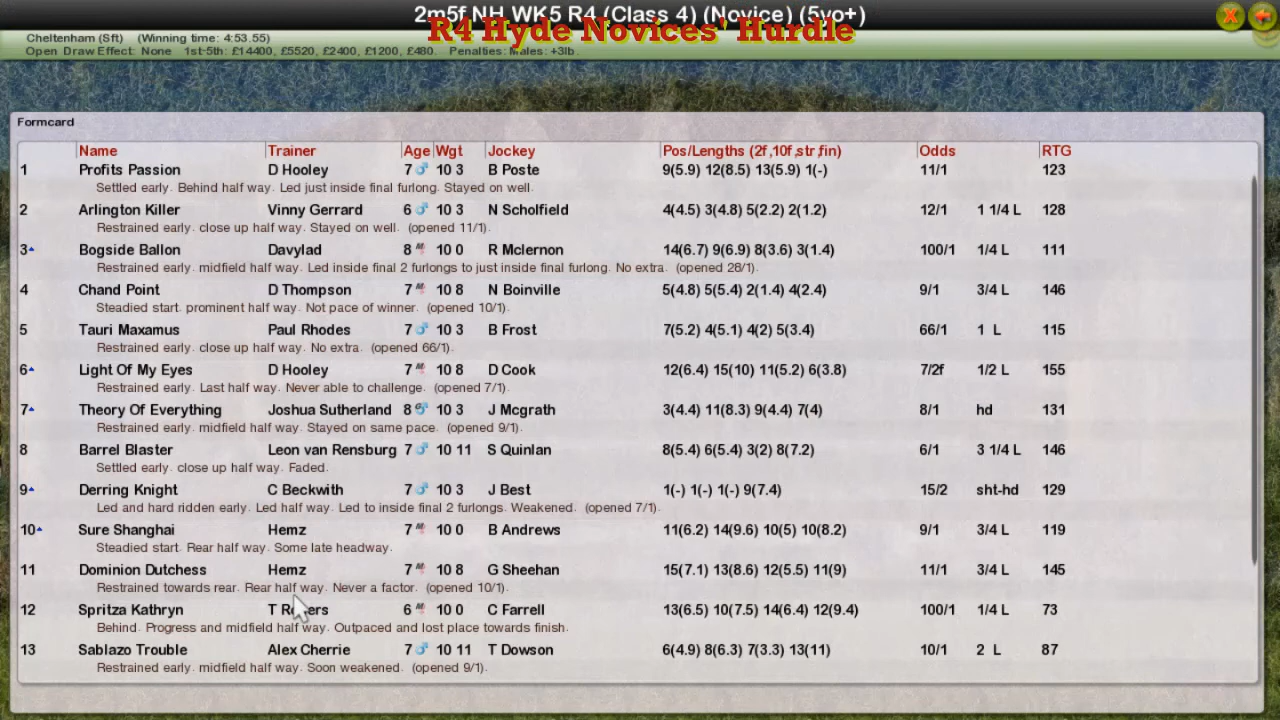 2m5f NH WK5 R4 (Class 4) (Novice) (5yo+)
R4 Hyde Novices' Hurdle
Cheltenham (Sft) (Winning time: 4:53.55)
Open Draw Effect: None 1st-5th: £14400, £5520, £2400, £1200, £480. Penalties: Males: +3lb.
Formcard
Name Trainer Age Wgt Jockey Pos/Lengths (2f,10f,str,fin) Odds RTG
1 Profits Passion D Hooley 7 10 3 B Poste 9(5.9) 12(8.5) 13(5.9) 1(-) 11/1 123
Settled early. Behind half way. Led just inside final furlong. Stayed on well.
2 Arlington Killer Vinny Gerrard 6 10 3 N Scholfield 4(4.5) 3(4.8) 5(2.2) 2(1.2) 12/1 1 1/4 L 128
Restrained early. close up half way. Stayed on well. (opened 11/1).
3 Bogside Ballon Davylad 8 10 0 R Mclernon 14(6.7) 9(6.9) 8(3.6) 3(1.4) 100/1 1/4 L 111
Restrained early. midfield half way. Led inside final 2 furlongs to just inside final furlong. No extra. (opened 28/1).
4 Chand Point D Thompson 7 10 8 N Boinville 5(4.8) 5(5.4) 2(1.4) 4(2.4) 9/1 3/4 L 146
Steadied start. prominent half way. Not pace of winner. (opened 10/1).
5 Tauri Maxamus Paul Rhodes 7 10 3 B Frost 7(5.2) 4(5.1) 4(2) 5(3.4) 66/1 1 L 115
Restrained early. close up half way. No extra. (opened 66/1).
6 Light Of My Eyes D Hooley 7 10 8 D Cook 12(6.4) 15(10) 11(5.2) 6(3.8) 7/2f 1/2 L 155
Restrained early. Last half way. Never able to challenge. (opened 7/1).
7 Theory Of Everything Joshua Sutherland 8 10 3 J Mcgrath 3(4.4) 11(8.3) 9(4.4) 7(4) 8/1 hd 131
Restrained early. midfield half way. Stayed on same pace. (opened 9/1).
8 Barrel Blaster Leon van Rensburg 7 10 11 S Quinlan 8(5.4) 6(5.4) 3(2) 8(7.2) 6/1 3 1/4 L 146
Settled early. close up half way. Faded.
9 Derring Knight C Beckwith 7 10 3 J Best 1(-) 1(-) 1(-) 9(7.4) 15/2 sht-hd 129
Led and hard ridden early. Led half way. Led to inside final 2 furlongs. Weakened. (opened 7/1).
10 Sure Shanghai Hemz 7 10 0 B Andrews 11(6.2) 14(9.6) 10(5) 10(8.2) 9/1 3/4 L 119
Steadied start. Rear half way. Some late headway.
11 Dominion Dutchess Hemz 7 10 8 G Sheehan 15(7.1) 13(8.6) 12(5.5) 11(9) 11/1 3/4 L 145
Restrained towards rear. Rear half way. Never a factor. (opened 10/1).
12 Spritza Kathryn T 6 10 0 C Farrell 13(6.5) 10(7.5) 14(6.4) 12(9.4) 100/1 1/4 L 73
Behind. Progress and midfield half way. Outpaced and lost place towards finish.
13 Sablazo Trouble Alex Cherrie 7 10 11 T Dowson 6(4.9) 8(6.3) 7(3.3) 13(11) 10/1 2 L 87
Restrained early. midfield half way. Soon weakened. (opened 9/1).